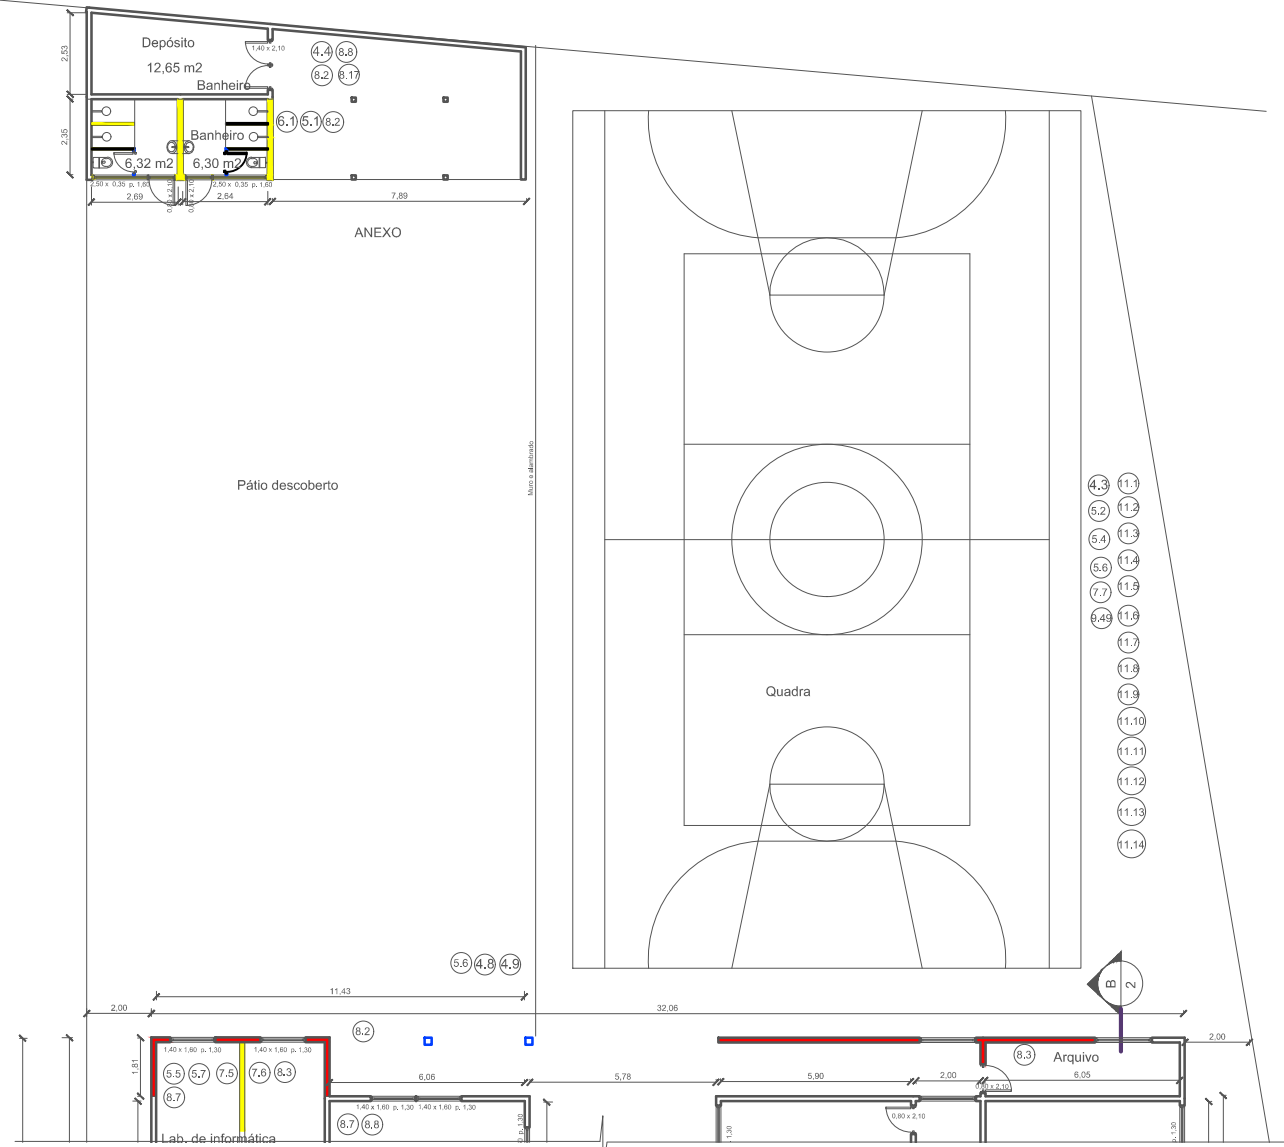 Depósito
12,65 m2
1,40 x 2,10
4.4 8.8
8.2 8.17
2,53
Banheiro
Banheiro
6.1 5.1 8.2
2,35
6,32 m2
6,30 m2
2,50 x 0,35 p. 1,60
2,50 x 0,35 p. 1,60
2,69
2,64
7,89
ANEXO
Muro e alambrado
Pátio descoberto
4.3 11.1
5.2 11.2
5.4 11.3
5.6 11.4
7.7 11.5
9.49 11.6
11.7
11.8
11.9
11.10
11.11
11.12
11.13
11.14
Quadra
5.6 4.8 4.9
B
2
11,43
2,00
32,06
2,00
8.2
1,40 x 1,60 p. 1,30
1,40 x 1,60 p. 1,30
1,81
5.5 5.7 7.5 7.6 8.3
8.7
8.3
Arquivo
6,06
5,78
5,90
2,00
6,05
0,80 x 2,10
1,40 x 1,60 p. 1,30
1,40 x 1,60 p. 1,30
8.7 8,8
0,80 x 2,10
Lab. de informática